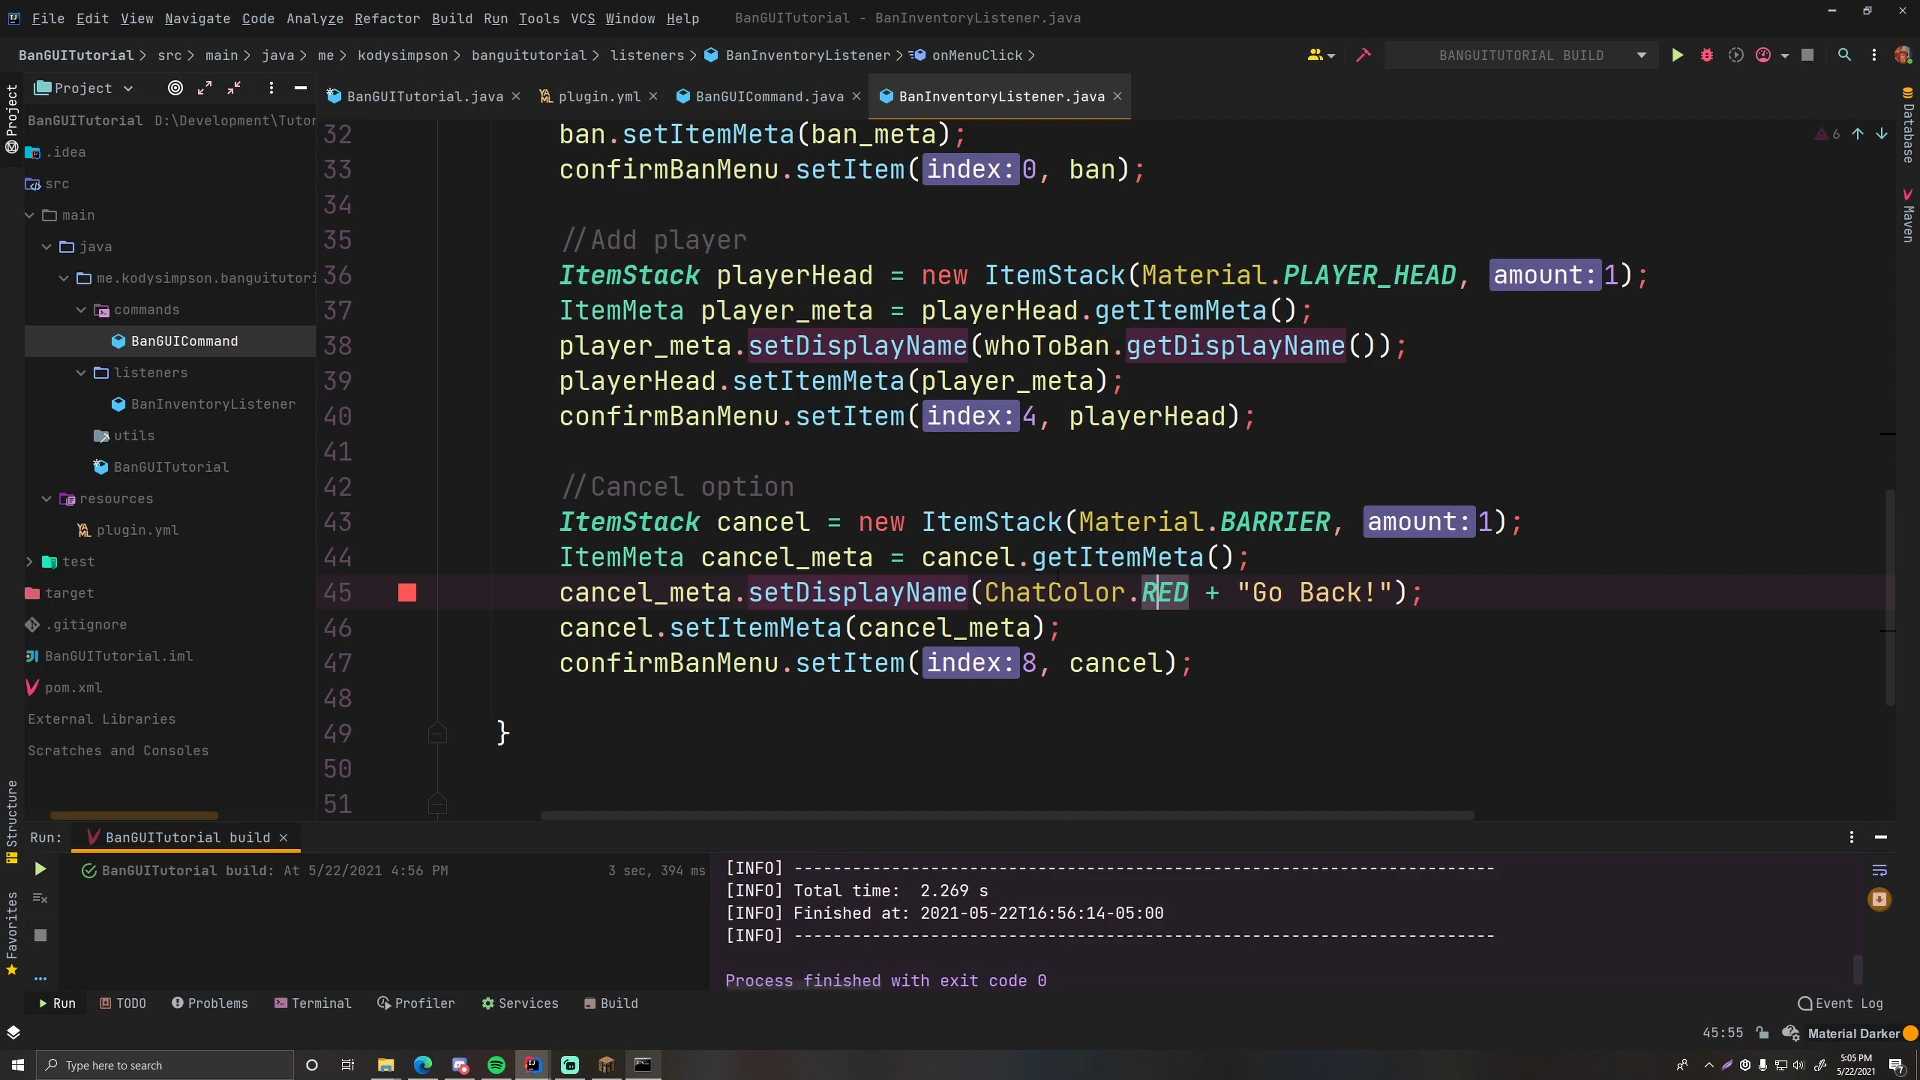 File Edit View Navigate Code Analyze Refactor Build Run Tools VCS Window Help BanGUITutorial - BanInventoryListener.java
BanGUITutorial > src > main > java > me > kodysimpson > banguitutorial > listeners > BanInventoryListener > onMenuClick > BANGUITUTORIAL BUILD
Project
BanGUITutorial.java × plugin.yml × BanGUICommand.java × BanInventoryListener.java ×
BanGUITutorial D:\Development\Tutor
.idea
src
main
java
me.kodysimpson.banguitutori
commands
BanGUICommand
listeners
BanInventoryListener
utils
BanGUITutorial
resources
plugin.yml
test
target
.gitignore
BanGUITutorial.iml
pom.xml
External Libraries
Scratches and Consoles
Project
Structure
Favorites
Database
Maven
6
32 ban.setItemMeta(ban_meta);
33 confirmBanMenu.setItem( index: 0, ban);
34
35 //Add player
36 ItemStack playerHead = new ItemStack(Material.PLAYER_HEAD, amount: 1);
37 ItemMeta player_meta = playerHead.getItemMeta();
38 player_meta.setDisplayName(whoToBan.getDisplayName());
39 playerHead.setItemMeta(player_meta);
40 confirmBanMenu.setItem( index: 4, playerHead);
41
42 //Cancel option
43 ItemStack cancel = new ItemStack(Material.BARRIER, amount: 1);
44 ItemMeta cancel_meta = cancel.getItemMeta();
45 cancel_meta.setDisplayName(ChatColor.RED + "Go Back!");
46 cancel.setItemMeta(cancel_meta);
47 confirmBanMenu.setItem( index: 8, cancel);
48
49 }
50
51
Run: BanGUITutorial build ×
BanGUITutorial build: At 5/22/2021 4:56 PM 3 sec, 394 ms
[INFO] ------------------------------------------------------------------------
[INFO] Total time:  2.269 s
[INFO] Finished at: 2021-05-22T16:56:14-05:00
[INFO] ------------------------------------------------------------------------
Process finished with exit code 0
Run TODO Problems Terminal Profiler Services Build Event Log
45:55 Material Darker
Type here to search
5:05 PM
5/22/2021